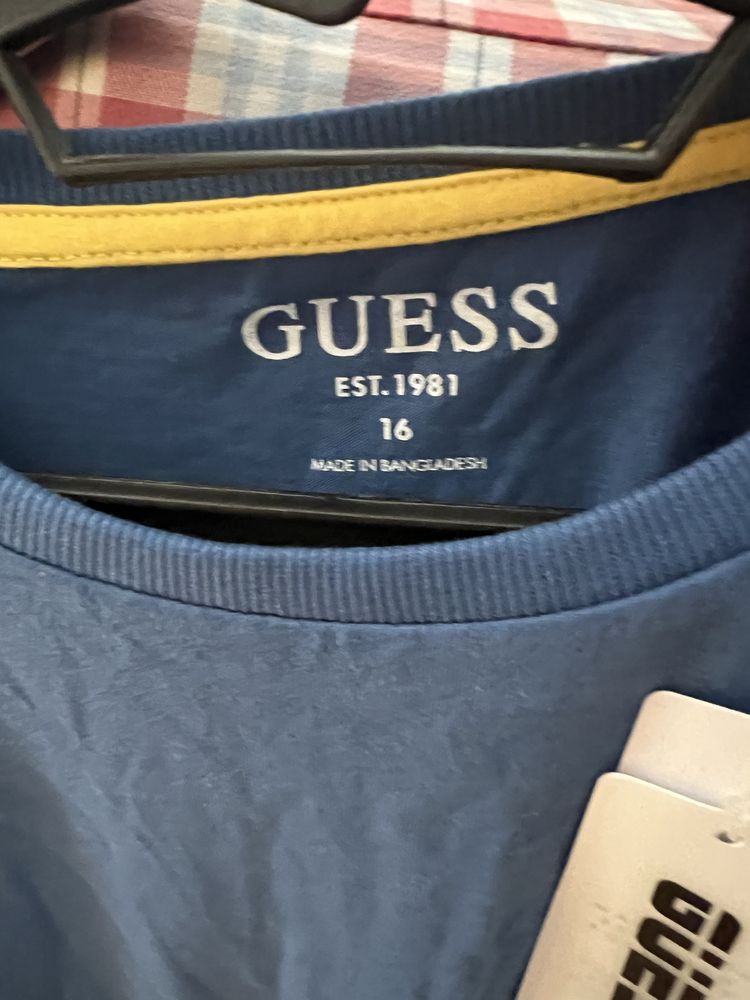 GUESS
EST. 1981
16
MADE IN BANGLADESH